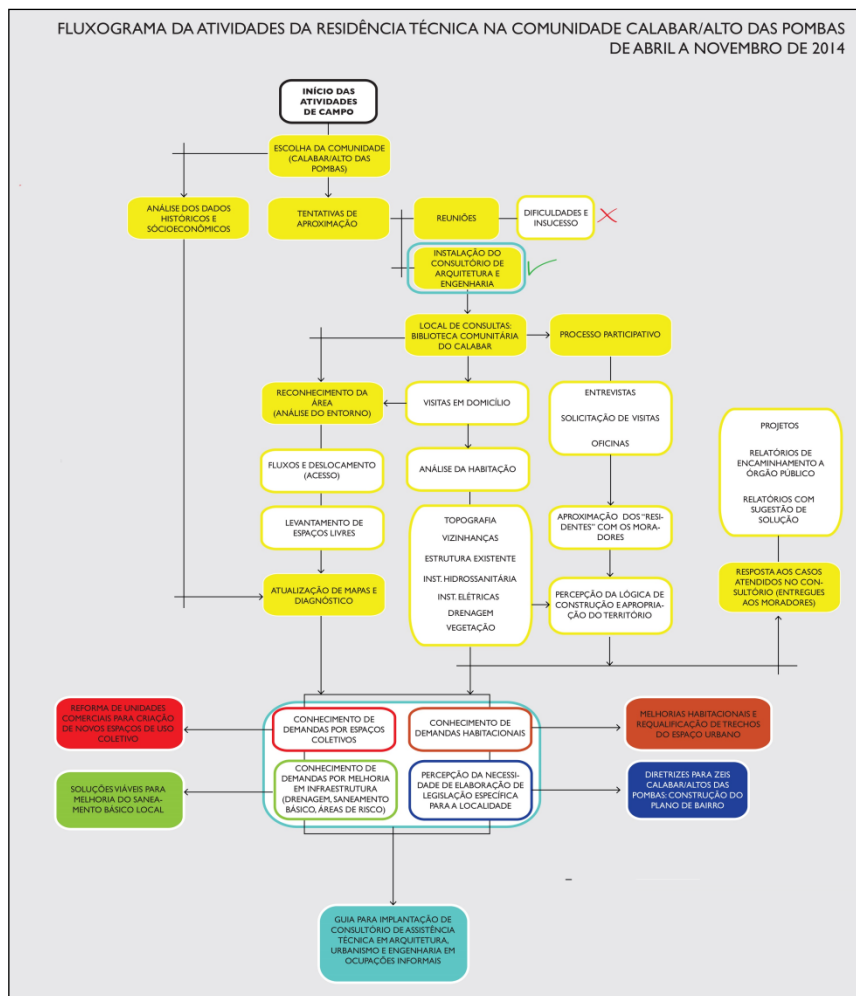 FLUXOGRAMA DA ATIVIDADES DA RESIDÊNCIA TÉCNICA NA COMUNIDADE CALABAR/ALTO DAS POMBAS
DE ABRIL A NOVEMBRO DE 2014
INÍCIO DAS
ATIVIDADES
DE CAMPO
ESCOLHA DA COMUNIDADE
(CALABAR/ALTO DAS
POMBAS)
ANÁLISE DOS DADOS
HISTÓRICOS E
SÓCIOECONÔMICOS
TENTATIVAS DE
APROXIMAÇÃO
REUNIÕES
DIFICULDADES E
INSUCESSO
INSTALAÇÃO DO
CONSULTÓRIO DE
ARQUITETURA E
ENGENHARIA
LOCAL DE CONSULTAS:
BIBLIOTECA COMUNITÁRIA
DO CALABAR
PROCESSO PARTICIPATIVO
RECONHECIMENTO DA
ÁREA
(ANÁLISE DO ENTORNO)
VISITAS EM DOMICÍLIO
ENTREVISTAS
SOLICITAÇÃO DE VISITAS
OFICINAS
PROJETOS
RELATÓRIOS DE
ENCAMINHAMENTO A
ÓRGÃO PÚBLICO
RELATÓRIOS COM
SUGESTÃO DE
SOLUÇÃO
FLUXOS E DESLOCAMENTO
(ACESSO)
ANÁLISE DA HABITAÇÃO
LEVANTAMENTO DE
ESPAÇOS LIVRES
TOPOGRAFIA
VIZINHANÇAS
ESTRUTURA EXISTENTE
INST. HIDROSSANITÁRIA
INST. ELÉTRICAS
DRENAGEM
VEGETAÇÃO
APROXIMAÇÃO DOS "RESI-
DENTES" COM OS MORA-
DORES
ATUALIZAÇÃO DE MAPAS E
DIAGNÓSTICO
PERCEPÇÃO DA LÓGICA DE
CONSTRUÇÃO E APROPRIA-
ÇÃO DO TERRITÓRIO
RESPOSTA AOS CASOS
ATENDIDOS NO CON-
SULTÓRIO (ENTREGUES
AOS MORADORES)
REFORMA DE UNIDADES
COMERCIAIS PARA CRIAÇÃO
DE NOVOS ESPAÇOS DE USO
COLETIVO
CONHECIMENTO DE
DEMANDAS POR ESPAÇOS
COLETIVOS
CONHECIMENTO DE
DEMANDAS HABITACIONAIS
MELHORIAS HABITACIONAIS E
REQUALIFICAÇÃO DE TRECHOS
DO ESPAÇO URBANO
SOLUÇÕES VIÁVEIS PARA
MELHORIA DO SANEA-
MENTO BÁSICO LOCAL
CONHECIMENTO DE
DEMANDAS POR MELHORIA
EM INFRAESTRUTURA
(DRENAGEM, SANEAMENTO
BÁSICO, ÁREAS DE RISCO)
PERCEPÇÃO DA NECESSIDA-
DE DE ELABORAÇÃO DE
LEGISLAÇÃO ESPECÍFICA
PARA A LOCALIDADE
DIRETRIZES PARA ZEIS
CALABAR/ALTOS DAS
POMBAS: CONSTRUÇÃO DO
PLANO DE BAIRRO
GUIA PARA IMPLANTAÇÃO DE
CONSULTÓRIO DE ASSISTÊNCIA
TÉCNICA EM ARQUITETURA,
URBANISMO E ENGENHARIA EM
OCUPAÇÕES INFORMAIS